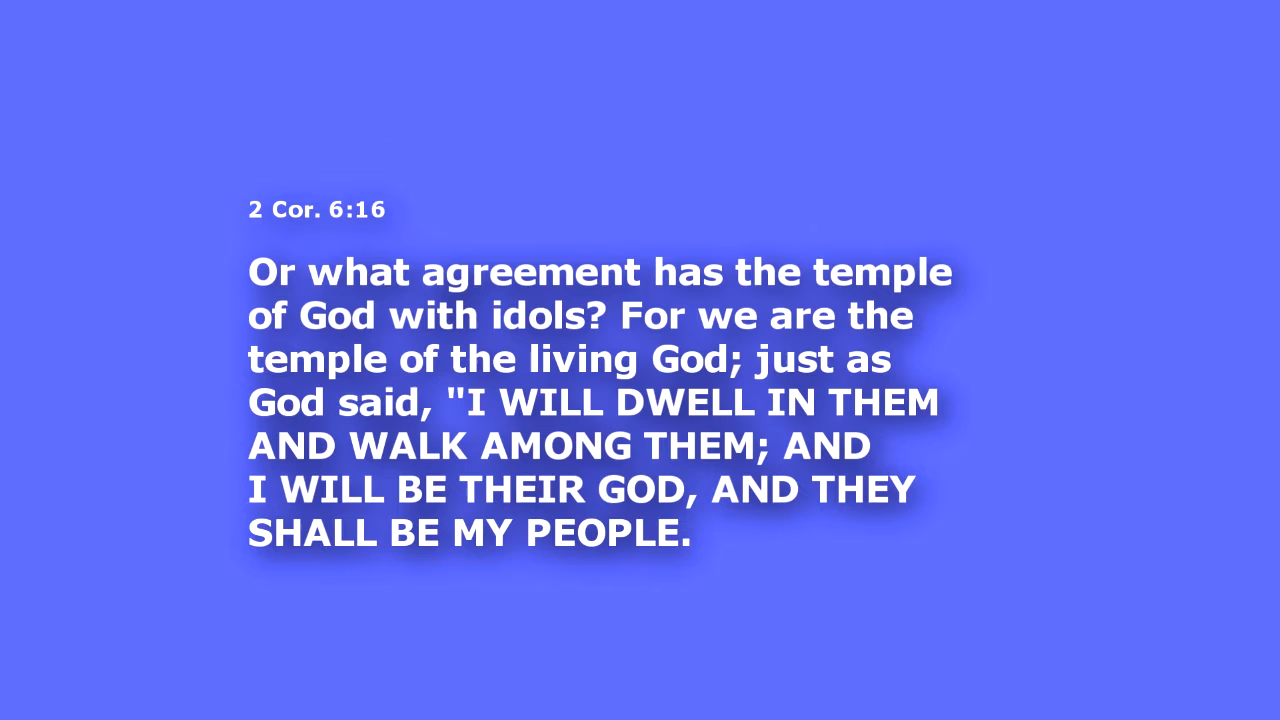 2 Cor. 6:16
Or what agreement has the temple
of God with idols? For we are the
temple of the living God; just as
God said, "I WILL DWELL IN THEM
AND WALK AMONG THEM; AND
I WILL BE THEIR GOD, AND THEY
SHALL BE MY PEOPLE.